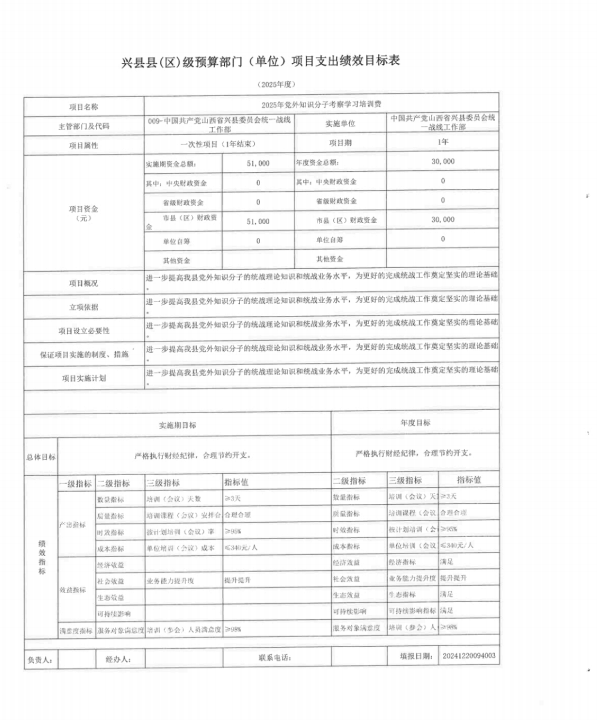 兴县县(区)级预算部门(单位)项目支出绩效目标表
(2025年度)
项目名称 2025年党外知识分子考察学习培训费
主管部门及代码 009-中国共产党山西省兴县委员会统一战线工作部 实施单位 中国共产党山西省兴县委员会统一战线工作部
项目属性 一次性项目(1年结束) 项目期 1年
项目资金(元) 实施期资金总额: 51,000 年度资金总额: 30,000
其中:中央财政资金 0 其中:中央财政资金 0
省级财政资金 0 省级财政资金 0
市县(区)财政资金 51,000 市县(区)财政资金 30,000
单位自筹 0 单位自筹 0
其他资金 其他资金
项目概况 进一步提高我县党外知识分子的统战理论知识和统战业务水平,为更好的完成统战工作奠定坚实的理论基础。
立项依据 进一步提高我县党外知识分子的统战理论知识和统战业务水平,为更好的完成统战工作奠定坚实的理论基础。
项目设立必要性 进一步提高我县党外知识分子的统战理论知识和统战业务水平,为更好的完成统战工作奠定坚实的理论基础。
保证项目实施的制度、措施 进一步提高我县党外知识分子的统战理论知识和统战业务水平,为更好的完成统战工作奠定坚实的理论基础。
项目实施计划 进一步提高我县党外知识分子的统战理论知识和统战业务水平,为更好的完成统战工作奠定坚实的理论基础。
实施期目标 年度目标
总体目标 严格执行财经纪律,合理节约开支。 严格执行财经纪律,合理节约开支。
绩效指标 一级指标 二级指标 三级指标 指标值 二级指标 三级指标 指标值
产出指标 数量指标 培训(会议)天数 ≥3天 数量指标 培训(会议)天 ≥3天
质量指标 培训课程(会议)安排合 合理合适 质量指标 培训课程(会议 合理合适
时效指标 按计划培训(会议)率 ≥95% 时效指标 按计划培训(会 ≥95%
成本指标 单位培训(会议)成本 ≤340元/人 成本指标 单位培训(会议 ≤340元/人
效益指标 经济效益 经济效益 经济指标 满足
社会效益 业务能力提升度 提升提升 社会效益 业务能力提升度 提升提升
生态效益 生态效益 生态指标 满足
可持续影响 可持续影响 可持续影响指标 满足
满意度指标 服务对象满意度 培训(参会)人员满意度 ≥98% 服务对象满意度 培训(参会)人 ≥98%
负责人: 经办人: 联系电话: 填报日期: 20241220094003